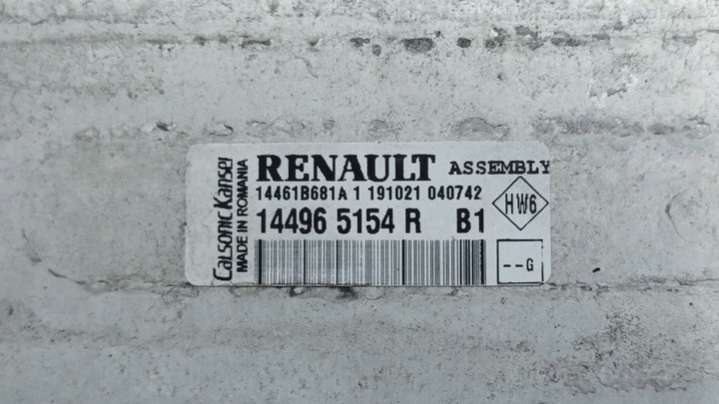 Calsonic Kansei
MADE IN ROMANIA
RENAULT ASSEMBLY
14461B681A 1 191021 040742
14496 5154 R B1
HW6
--G